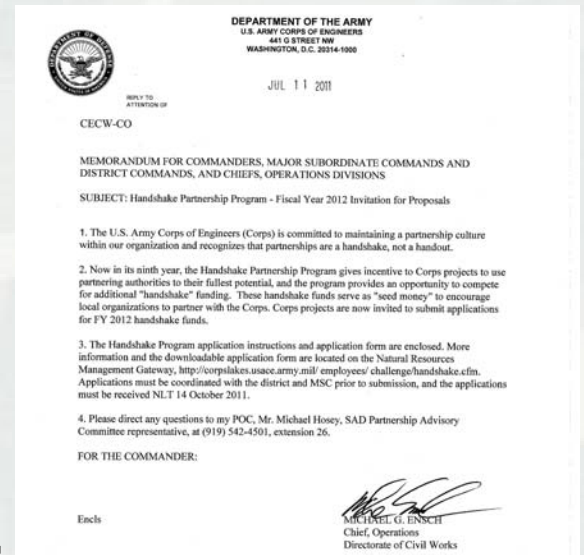 DEPARTMENT OF THE ARMY
U.S. ARMY CORPS OF ENGINEERS
441 G STREET NW
WASHINGTON, D.C. 20314-1000
JUL 11 2011
REPLY TO
ATTENTION OF
CECW-CO
MEMORANDUM FOR COMMANDERS, MAJOR SUBORDINATE COMMANDS AND
DISTRICT COMMANDS, AND CHIEFS, OPERATIONS DIVISIONS
SUBJECT: Handshake Partnership Program - Fiscal Year 2012 Invitation for Proposals
1. The U.S. Army Corps of Engineers (Corps) is committed to maintaining a partnership culture
within our organization and recognizes that partnerships are a handshake, not a handout.
2. Now in its ninth year, the Handshake Partnership Program gives incentive to Corps projects to use
partnering authorities to their fullest potential, and the program provides an opportunity to compete
for additional "handshake" funding. These handshake funds serve as "seed money" to encourage
local organizations to partner with the Corps. Corps projects are now invited to submit applications
for FY 2012 handshake funds.
3. The Handshake Program application instructions and application form are enclosed. More
information and the downloadable application form are located on the Natural Resources
Management Gateway, http://corpslakes.usace.army.mil/ employees/ challenge/handshake.cfm.
Applications must be coordinated with the district and MSC prior to submission, and the applications
must be received NLT 14 October 2011.
4. Please direct any questions to my POC, Mr. Michael Hosey, SAD Partnership Advisory
Committee representative, at (919) 542-4501, extension 26.
FOR THE COMMANDER:
Encls
MICHAEL G. ENSCH
Chief, Operations
Directorate of Civil Works